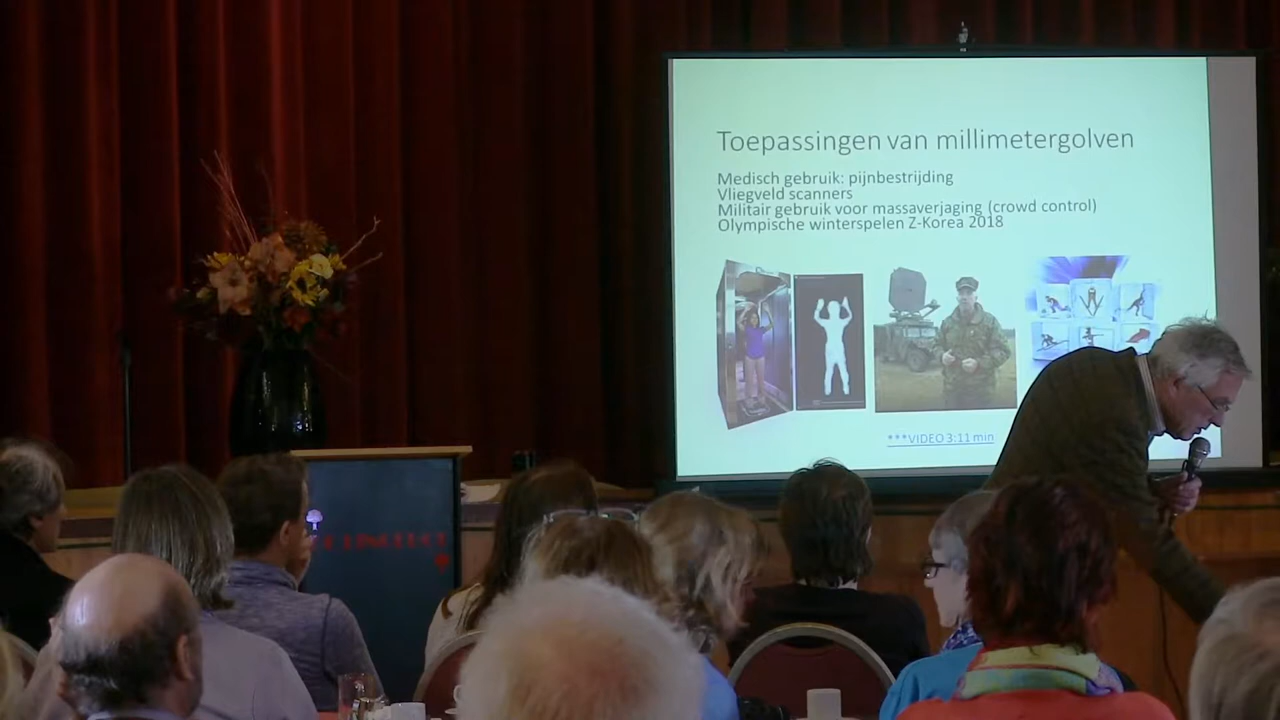 Toepassingen van millimetergolven
Medisch gebruik: pijnbestrijding
Vliegveld scanners
Militair gebruik voor massaverjaging (crowd control)
Olympische winterspelen Z-Korea 2018
***VIDEO 3:11 min